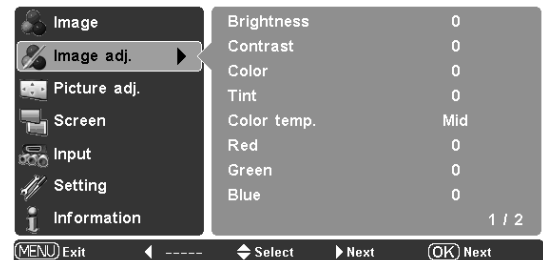 Image
Image adj.
Picture adj.
Screen
Input
Setting
Information
Brightness 0
Contrast 0
Color 0
Tint 0
Color temp. Mid
Red 0
Green 0
Blue 0
1 / 2
MENU Exit ----- Select Next OK Next